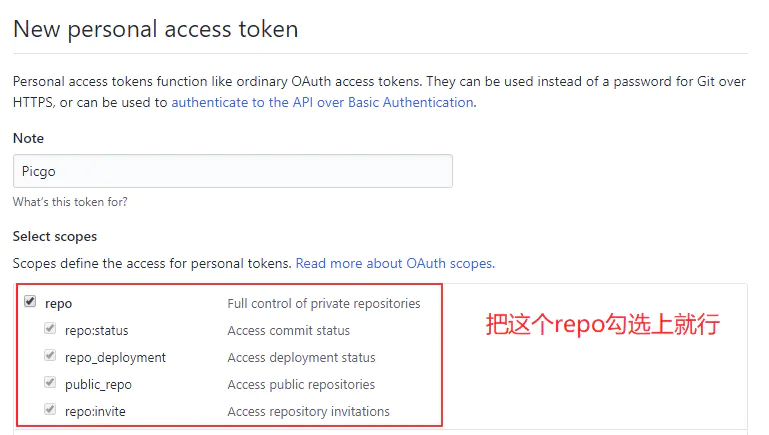 New personal access token
Personal access tokens function like ordinary OAuth access tokens. They can be used instead of a password for Git over
HTTPS, or can be used to authenticate to the API over Basic Authentication.
Note
Picgo
What's this token for?
Select scopes
Scopes define the access for personal tokens. Read more about OAuth scopes.
repo Full control of private repositories
repo:status Access commit status
repo_deployment Access deployment status
public_repo Access public repositories
repo:invite Access repository invitations
把这个repo勾选上就行